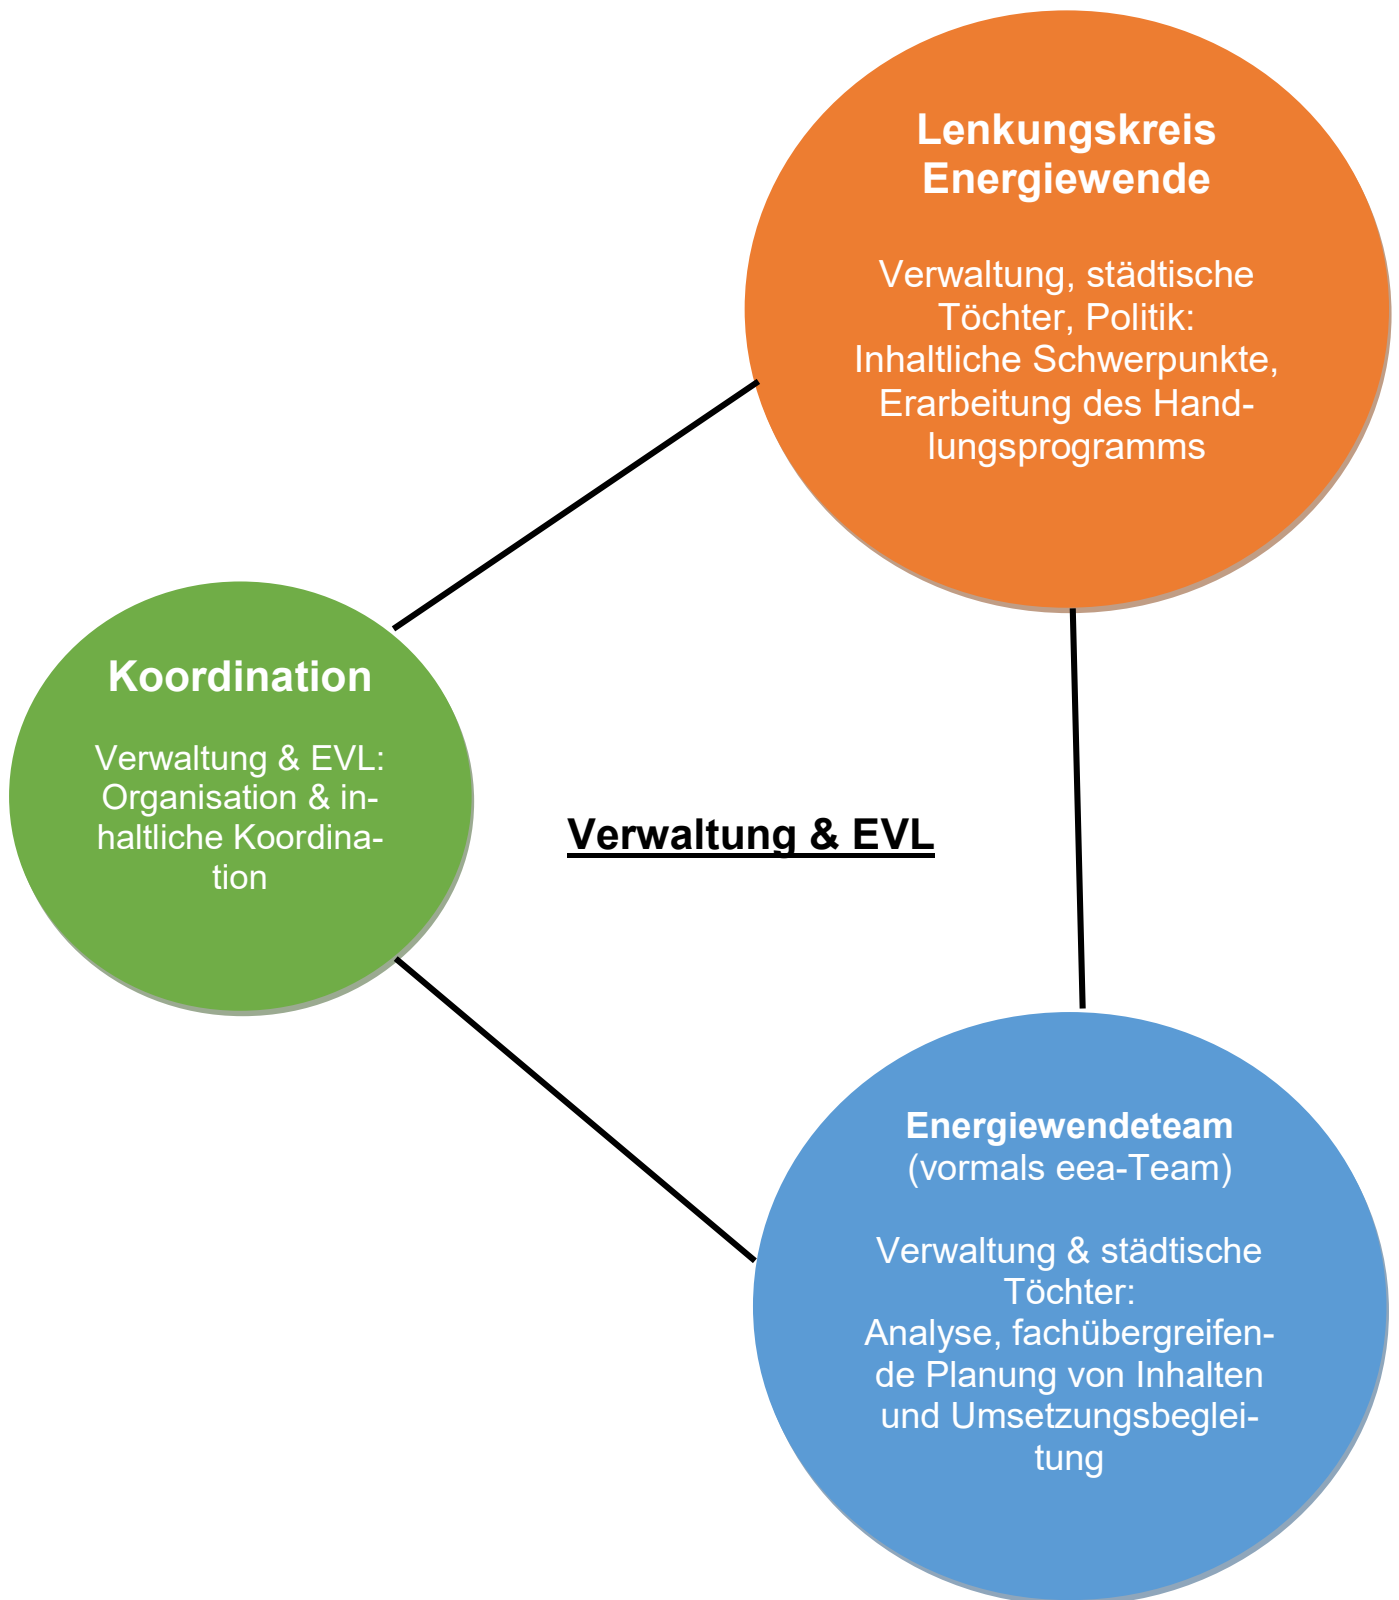 Lenkungskreis
Energiewende
Verwaltung, städtische
Töchter, Politik:
Inhaltliche Schwerpunkte,
Erarbeitung des Hand-
lungsprogramms
Koordination
Verwaltung & EVL:
Organisation & in-
haltliche Koordina-
tion
Verwaltung & EVL
Energiewendeteam
(vormals eea-Team)
Verwaltung & städtische
Töchter:
Analyse, fachübergreifen-
de Planung von Inhalten
und Umsetzungsbeglei-
tung